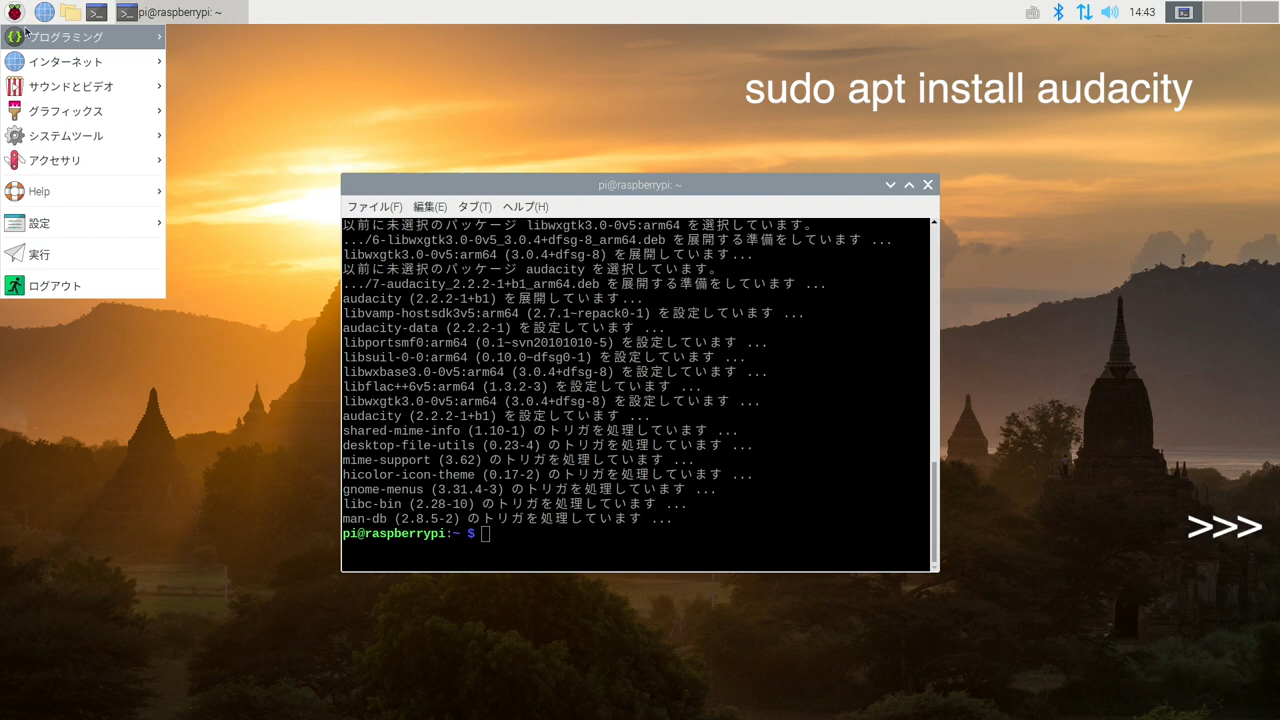 pi@raspberrypi: ~
14:43
プログラミング
インターネット
サウンドとビデオ
グラフィックス
システムツール
アクセサリ
Help
設定
実行
ログアウト
sudo apt install audacity
pi@raspberrypi: ~
ファイル(F) 編集(E) タブ(T) ヘルプ(H)
以前に未選択のパッケージ libwxgtk3.0-0v5:arm64 を選択しています。
.../6-libwxgtk3.0-0v5_3.0.4+dfsg-8_arm64.deb を展開する準備をしています ...
libwxgtk3.0-0v5:arm64 (3.0.4+dfsg-8) を展開しています...
以前に未選択のパッケージ audacity を選択しています。
.../7-audacity_2.2.2-1+b1_arm64.deb を展開する準備をしています ...
audacity (2.2.2-1+b1) を展開しています...
libvamp-hostsdk3v5:arm64 (2.7.1~repack0-1) を設定しています ...
audacity-data (2.2.2-1) を設定しています ...
libportsmf0:arm64 (0.1~svn20101010-5) を設定しています ...
libsuil-0-0:arm64 (0.10.0~dfsg0-1) を設定しています ...
libwxbase3.0-0v5:arm64 (3.0.4+dfsg-8) を設定しています ...
libflac++6v5:arm64 (1.3.2-3) を設定しています ...
libwxgtk3.0-0v5:arm64 (3.0.4+dfsg-8) を設定しています ...
audacity (2.2.2-1+b1) を設定しています ...
shared-mime-info (1.10-1) のトリガを処理しています ...
desktop-file-utils (0.23-4) のトリガを処理しています ...
mime-support (3.62) のトリガを処理しています ...
hicolor-icon-theme (0.17-2) のトリガを処理しています ...
gnome-menus (3.31.4-3) のトリガを処理しています ...
libc-bin (2.28-10) のトリガを処理しています ...
man-db (2.8.5-2) のトリガを処理しています ...
pi@raspberrypi:~ $
>>>